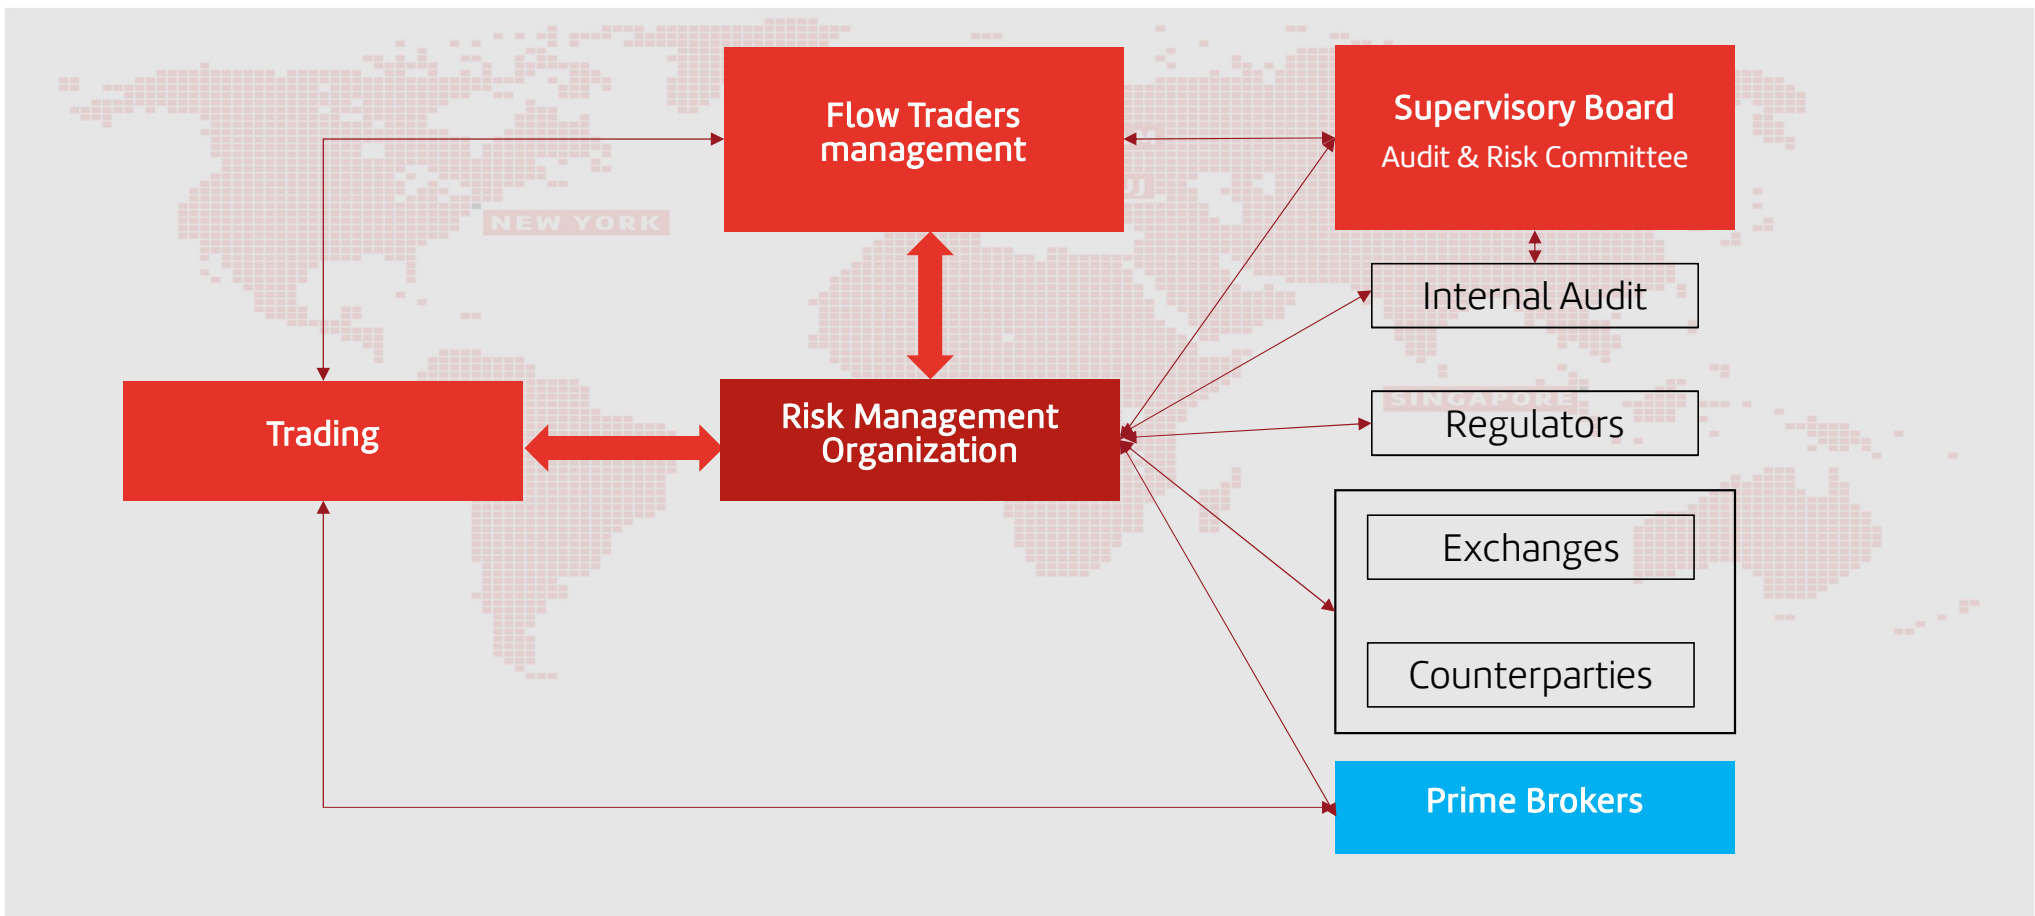 Flow Traders
management
Supervisory Board
Audit & Risk Committee
NEW YORK
Internal Audit
SINGAPORE
Regulators
Trading
Risk Management
Organization
Exchanges
Counterparties
Prime Brokers